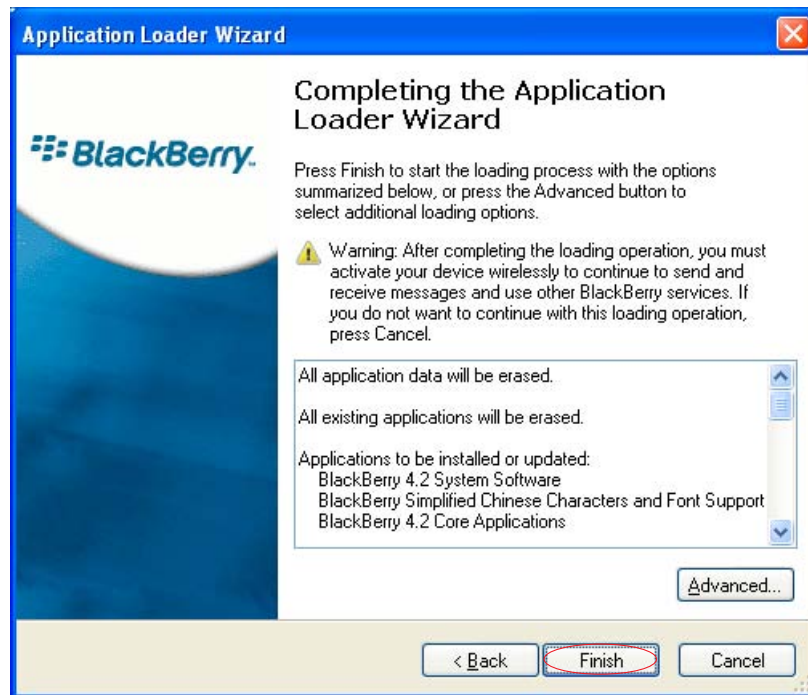 Application Loader Wizard
BlackBerry.
Completing the Application
Loader Wizard
Press Finish to start the loading process with the options
summarized below, or press the Advanced button to
select additional loading options.
Warning: After completing the loading operation, you must
activate your device wirelessly to continue to send and
receive messages and use other BlackBerry services. If
you do not want to continue with this loading operation,
press Cancel.
All application data will be erased.
All existing applications will be erased.
Applications to be installed or updated:
BlackBerry 4.2 System Software
BlackBerry Simplified Chinese Characters and Font Support
BlackBerry 4.2 Core Applications
Advanced...
< Back
Finish
Cancel